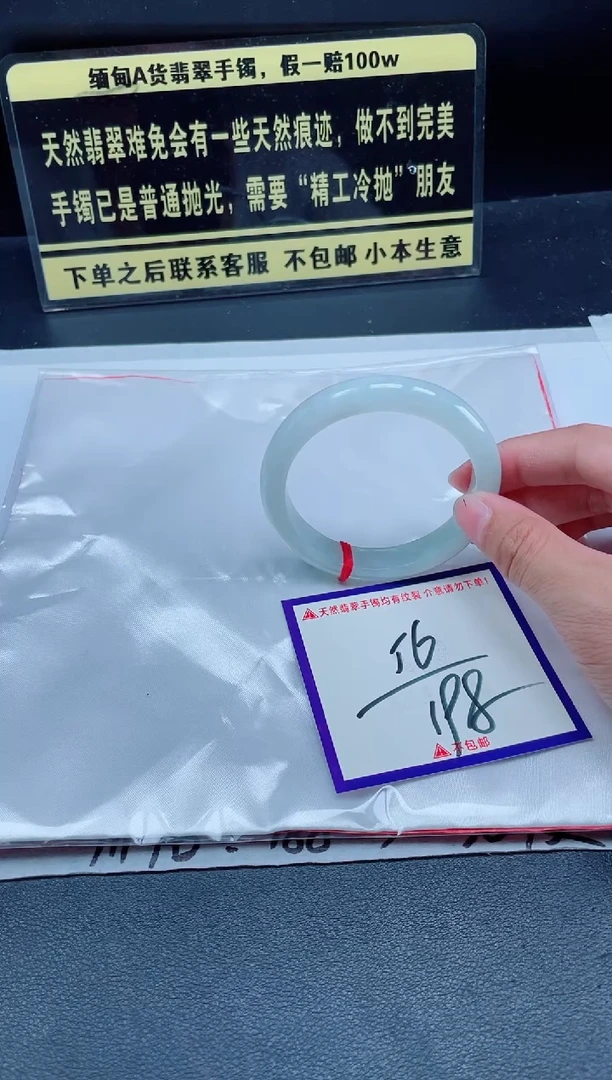 缅甸A货翡翠手镯，假一赔100w
天然翡翠难免会有一些天然痕迹，做不到完美
手镯已是普通抛光，需要“精工冷抛”朋友
下单之后联系客服 不包邮 小本生意
天然翡翠手镯均有纹裂 介意请勿下单！
56
198
不包邮